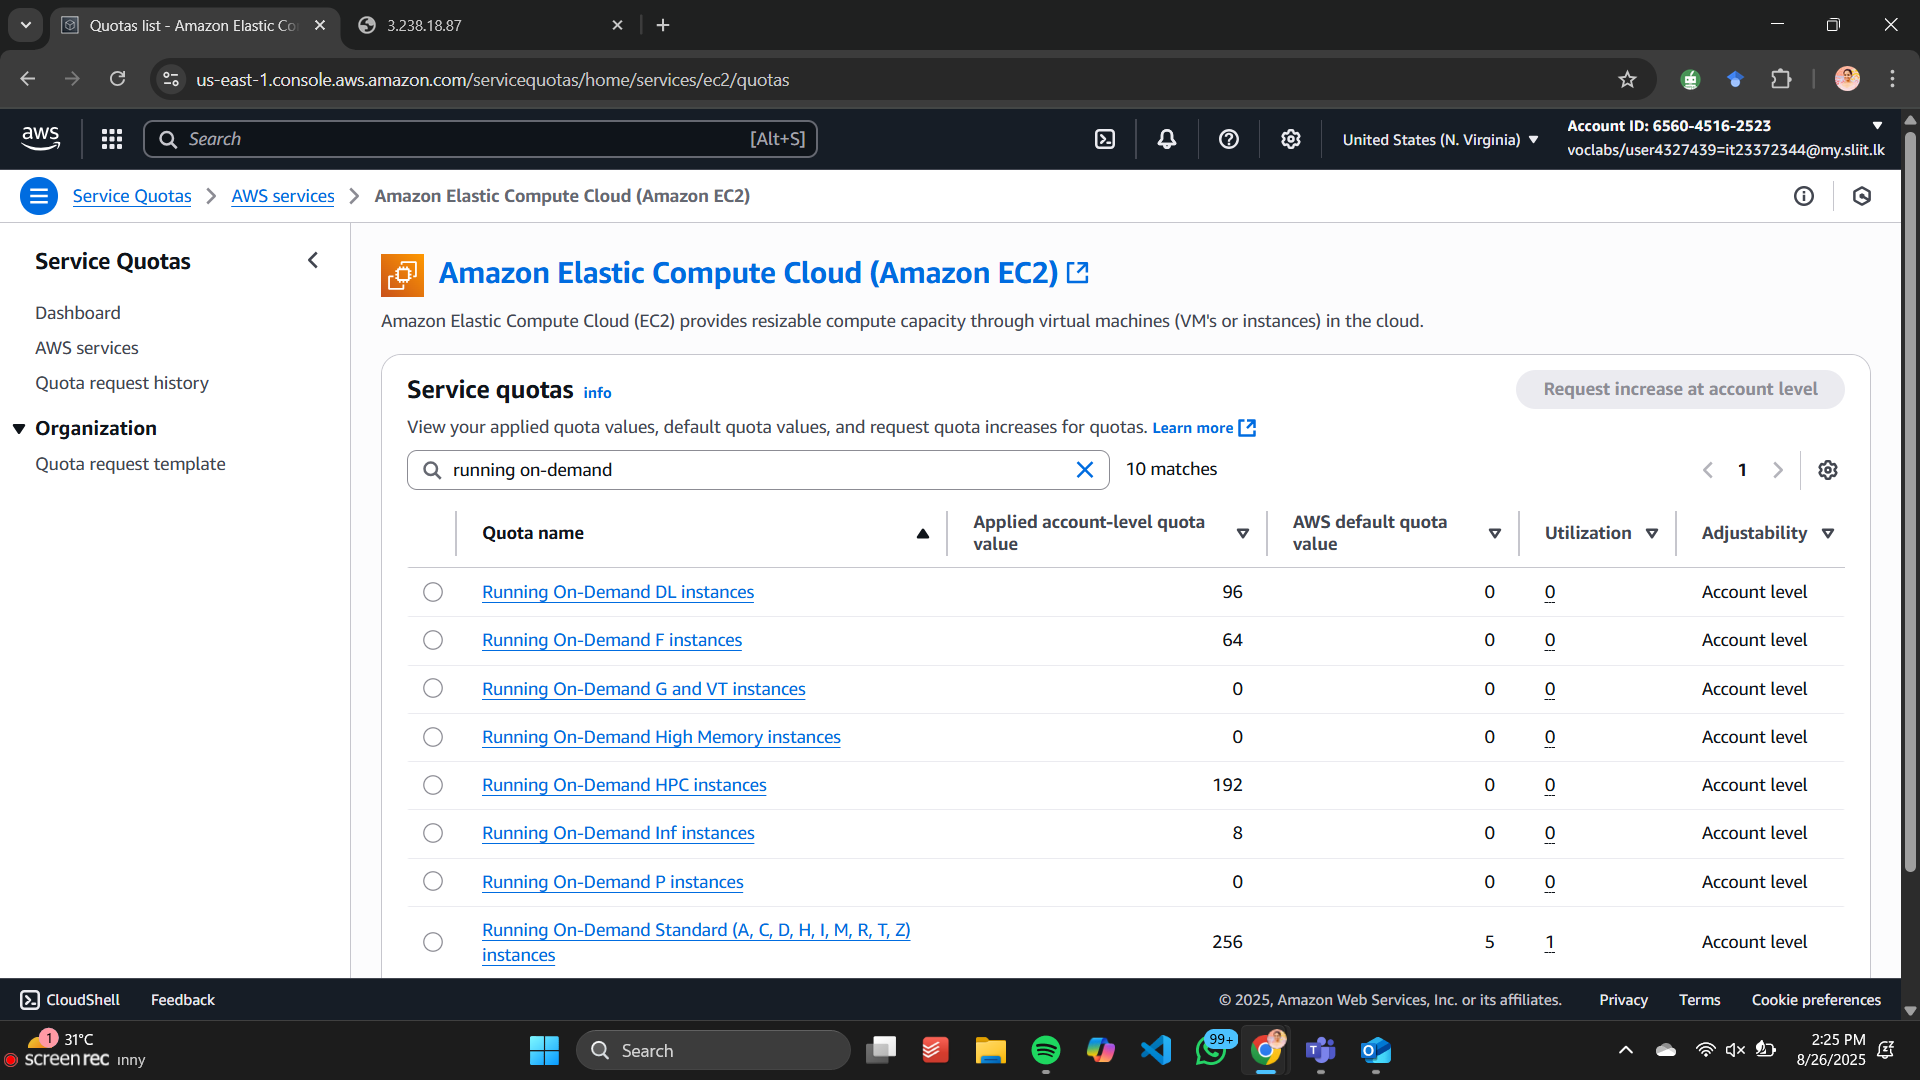 Quotas list - Amazon Elastic Co
3.238.18.87
us-east-1.console.aws.amazon.com/servicequotas/home/services/ec2/quotas
aws
Search [Alt+S]
United States (N. Virginia)
Account ID: 6560-4516-2523
voclabs/user4327439=it23372344@my.sliit.lk
Service Quotas
AWS services
Amazon Elastic Compute Cloud (Amazon EC2)
Service Quotas
Dashboard
AWS services
Quota request history
Organization
Quota request template
Amazon Elastic Compute Cloud (Amazon EC2)
Amazon Elastic Compute Cloud (EC2) provides resizable compute capacity through virtual machines (VM's or instances) in the cloud.
Service quotas info
Request increase at account level
View your applied quota values, default quota values, and request quota increases for quotas. Learn more
running on-demand
10 matches
1
Quota name
Applied account-level quota value
AWS default quota value
Utilization
Adjustability
Running On-Demand DL instances 96 0 0 Account level
Running On-Demand F instances 64 0 0 Account level
Running On-Demand G and VT instances 0 0 0 Account level
Running On-Demand High Memory instances 0 0 0 Account level
Running On-Demand HPC instances 192 0 0 Account level
Running On-Demand Inf instances 8 0 0 Account level
Running On-Demand P instances 0 0 0 Account level
Running On-Demand Standard (A, C, D, H, I, M, R, T, Z) instances 256 5 1 Account level
CloudShell
Feedback
© 2025, Amazon Web Services, Inc. or its affiliates.
Privacy
Terms
Cookie preferences
1
31°C
screenrec
inny
Search
99+
2:25 PM
8/26/2025